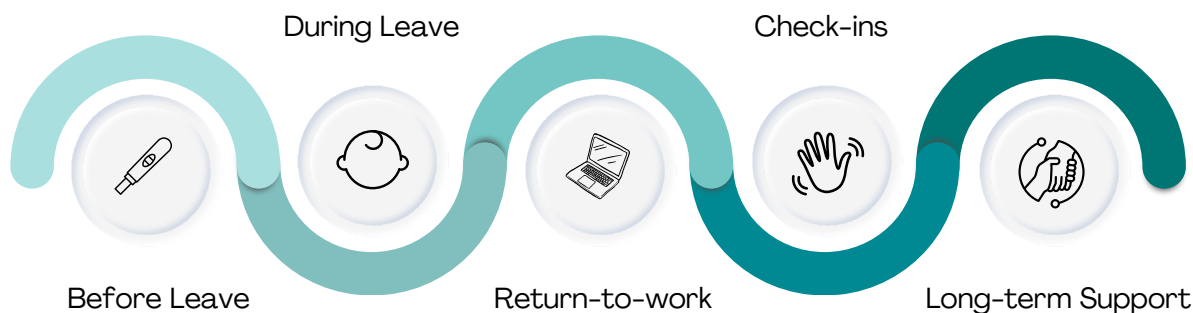 During Leave
Check-ins
Before Leave
Return-to-work
Long-term Support